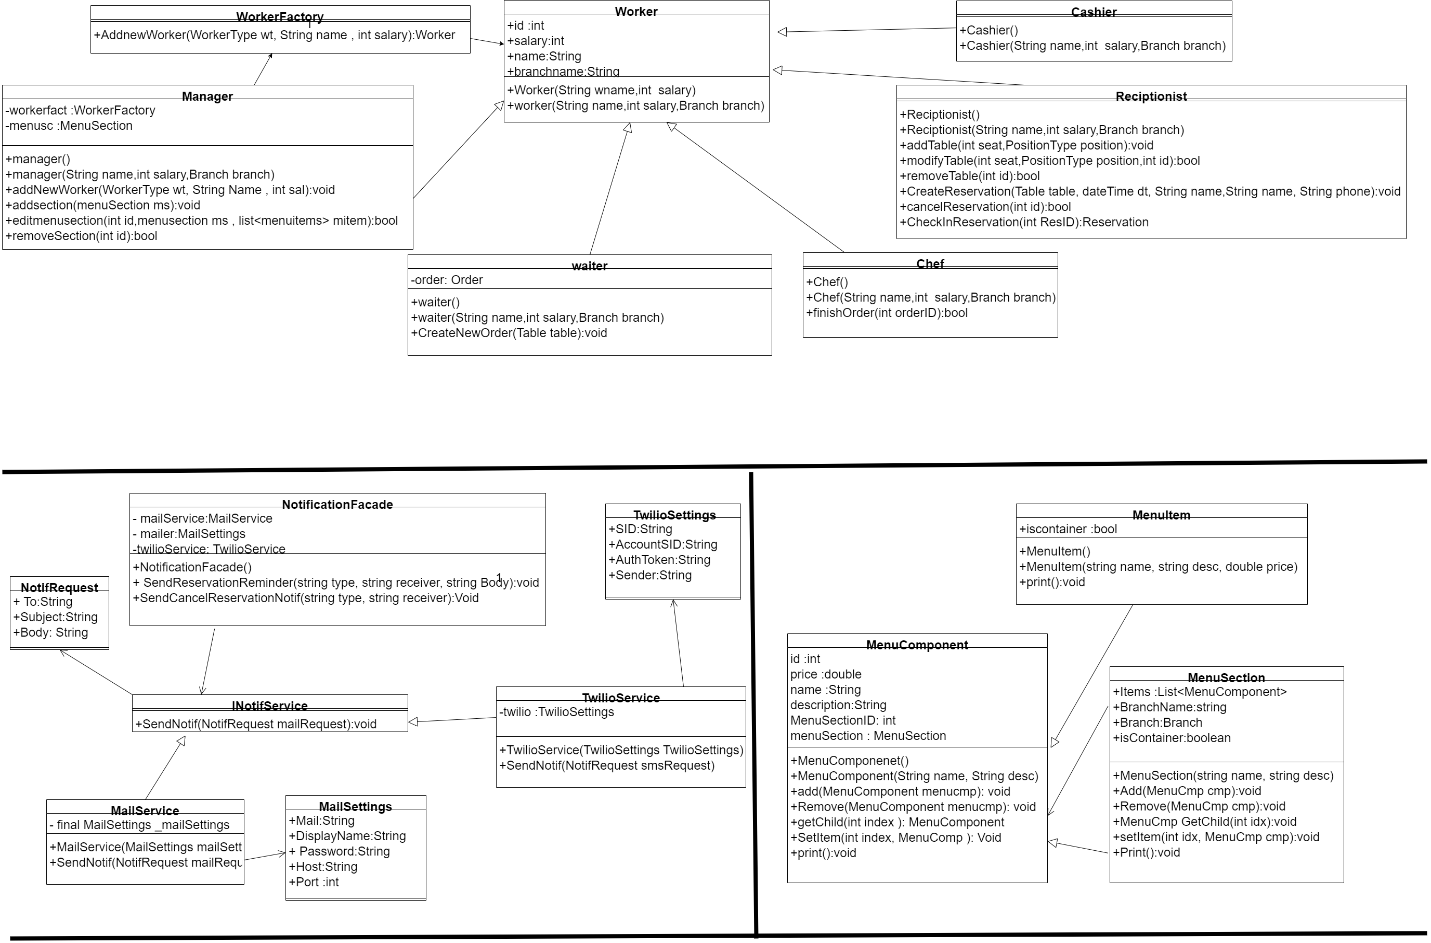 WorkerFactory
+AddnewWorker(WorkerType wt, String name , int salary):Worker
Worker
+id :int
+salary:int
+name:String
+branchname:String
+Worker(String wname,int  salary)
+worker(String name,int salary,Branch branch)
Cashier
+Cashier()
+Cashier(String name,int  salary,Branch branch)
Manager
-workerfact :WorkerFactory
-menusc :MenuSection
+manager()
+manager(String name,int salary,Branch branch)
+addNewWorker(WorkerType wt, String Name , int sal):void
+addsection(menuSection ms):void
+editmenusection(int id,menusection ms , list<menuitems> mitem):bool
+removeSection(int id):bool
Reciptionist
+Reciptionist()
+Reciptionist(String name,int salary,Branch branch)
+addTable(int seat,PositionType position):void
+modifyTable(int seat,PositionType position,int id):bool
+removeTable(int id):bool
+CreateReservation(Table table, dateTime dt, String name,String name, String phone):void
+cancelReservation(int id):bool
+CheckInReservation(int ResID):Reservation
waiter
-order: Order
+waiter()
+waiter(String name,int salary,Branch branch)
+CreateNewOrder(Table table):void
Chef
+Chef()
+Chef(String name,int  salary,Branch branch)
+finishOrder(int orderID):bool
NotificationFacade
- mailService:MailService
- mailer:MailSettings
-twilioService: TwilioService
+NotificationFacade()
1
+ SendReservationReminder(string type, string receiver, string Body):void
+SendCancelReservationNotif(string type, string receiver):Void
TwilioSettings
+SID:String
+AccountSID:String
+AuthToken:String
+Sender:String
NotifRequest
+ To:String
+Subject:String
+Body: String
INotifService
+SendNotif(NotifRequest mailRequest):void
TwilioService
-twilio :TwilioSettings
+TwilioService(TwilioSettings TwilioSettings)
+SendNotif(NotifRequest smsRequest)
MailService
- final MailSettings _mailSettings
+MailService(MailSettings mailSett
+SendNotif(NotifRequest mailRequ
MailSettings
+Mail:String
+DisplayName:String
+ Password:String
+Host:String
+Port :int
MenuItem
+iscontainer :bool
+MenuItem()
+MenuItem(string name, string desc, double price)
+print():void
MenuComponent
id :int
price :double
name :String
description:String
MenuSectionID: int
menuSection : MenuSection
+MenuComponenet()
+MenuComponent(String name, String desc)
+add(MenuComponent menucmp): void
+Remove(MenuComponent menucmp): void
+getChild(int index ): MenuComponent
+SetItem(int index, MenuComp ): Void
+print():void
MenuSection
+Items :List<MenuComponent>
+BranchName:string
+Branch:Branch
+isContainer:boolean
+MenuSection(string name, string desc)
+Add(MenuCmp cmp):void
+Remove(MenuCmp cmp):void
+MenuCmp GetChild(int idx):void
+setItem(int idx, MenuCmp cmp):void
+Print():void